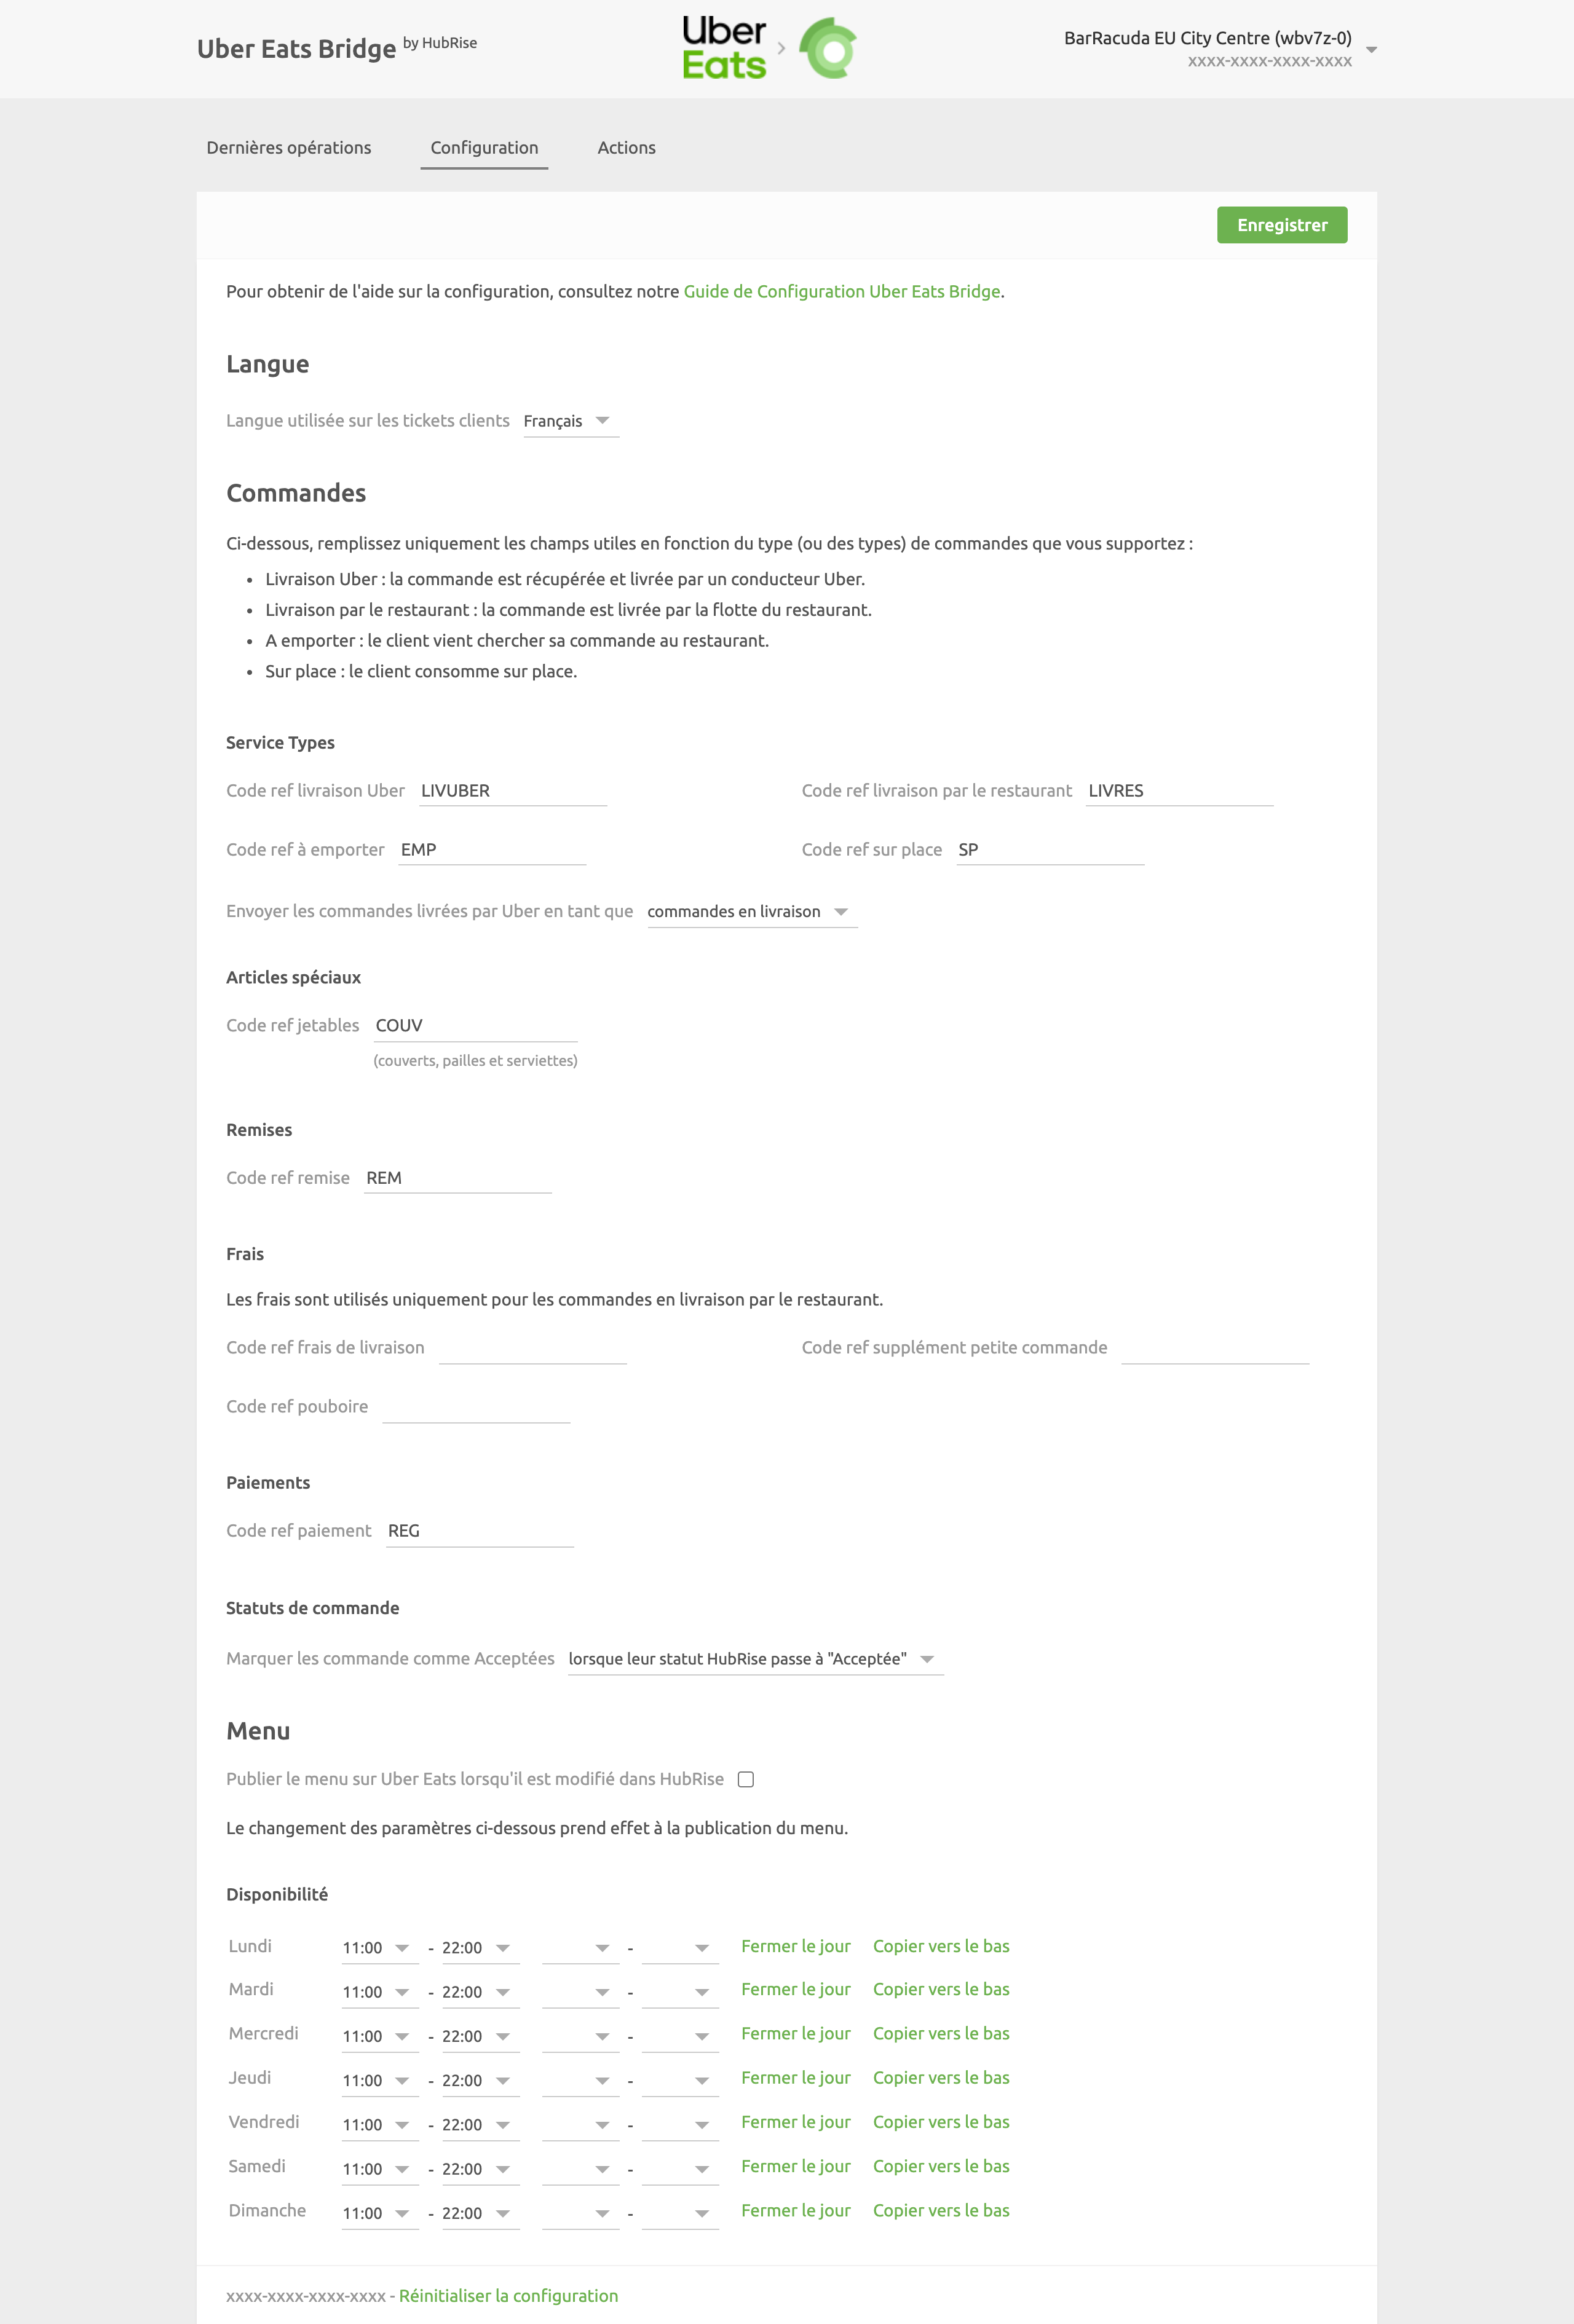 Uber Eats Bridge by HubRise
Uber
Eats
BarRacuda EU City Centre (wbv7z-0)
xxxx-xxxx-xxxx-xxxx
Dernières opérations Configuration Actions
Enregistrer
Pour obtenir de l'aide sur la configuration, consultez notre Guide de Configuration Uber Eats Bridge.
Langue
Langue utilisée sur les tickets clients Français
Commandes
Ci-dessous, remplissez uniquement les champs utiles en fonction du type (ou des types) de commandes que vous supportez :
• Livraison Uber : la commande est récupérée et livrée par un conducteur Uber.
• Livraison par le restaurant : la commande est livrée par la flotte du restaurant.
• A emporter : le client vient chercher sa commande au restaurant.
• Sur place : le client consomme sur place.
Service Types
Code ref livraison Uber LIVUBER Code ref livraison par le restaurant LIVRES
Code ref à emporter EMP Code ref sur place SP
Envoyer les commandes livrées par Uber en tant que commandes en livraison
Articles spéciaux
Code ref jetables COUV
(couverts, pailles et serviettes)
Remises
Code ref remise REM
Frais
Les frais sont utilisés uniquement pour les commandes en livraison par le restaurant.
Code ref frais de livraison Code ref supplément petite commande
Code ref pouboire
Paiements
Code ref paiement REG
Statuts de commande
Marquer les commande comme Acceptées lorsque leur statut HubRise passe à "Acceptée"
Menu
Publier le menu sur Uber Eats lorsqu'il est modifié dans HubRise
Le changement des paramètres ci-dessous prend effet à la publication du menu.
Disponibilité
Lundi 11:00 - 22:00 - Fermer le jour Copier vers le bas
Mardi 11:00 - 22:00 - Fermer le jour Copier vers le bas
Mercredi 11:00 - 22:00 - Fermer le jour Copier vers le bas
Jeudi 11:00 - 22:00 - Fermer le jour Copier vers le bas
Vendredi 11:00 - 22:00 - Fermer le jour Copier vers le bas
Samedi 11:00 - 22:00 - Fermer le jour Copier vers le bas
Dimanche 11:00 - 22:00 - Fermer le jour Copier vers le bas
xxxx-xxxx-xxxx-xxxx - Réinitialiser la configuration